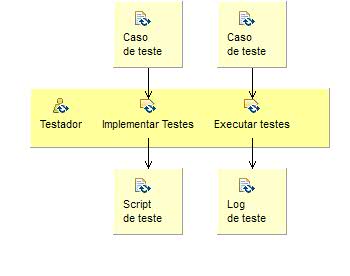 Caso
de teste
Caso
de teste
Testador
Implementar Testes
Executar testes
Script
de teste
Log
de teste